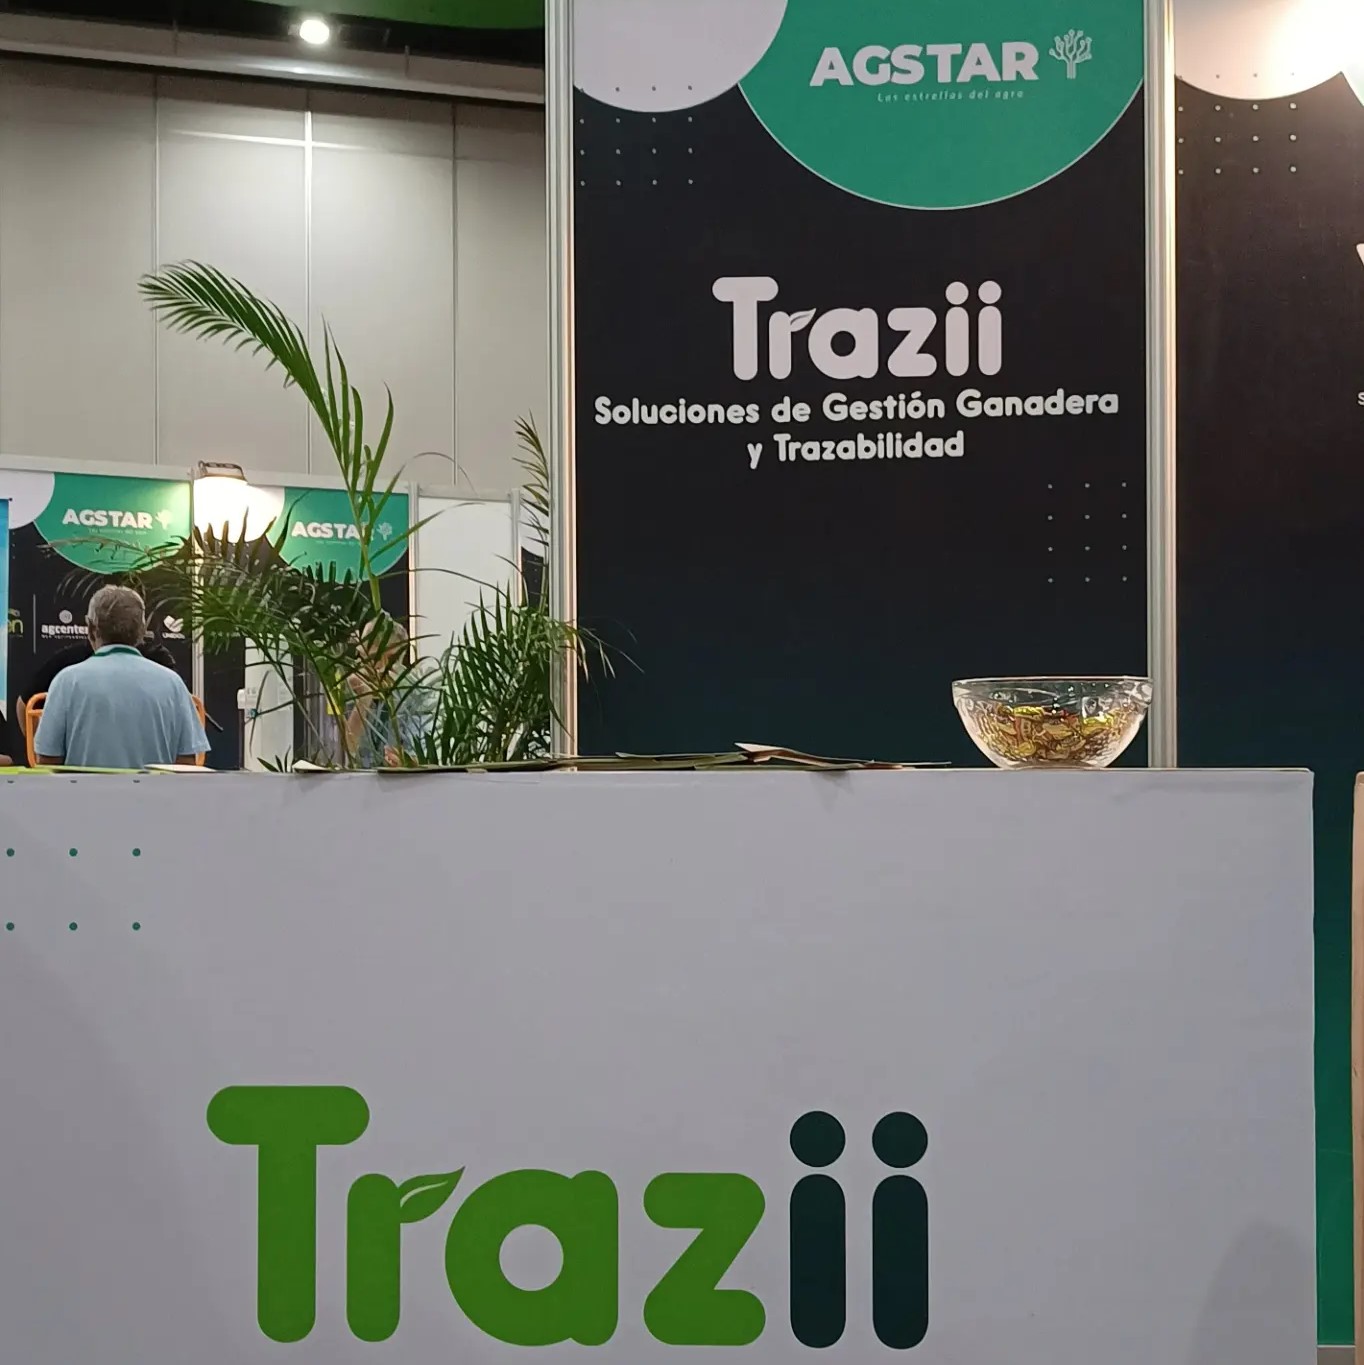 AGSTAR
Las estrellas del agro
Trazii
Soluciones de Gestión Ganadera
y Trazabilidad
AGSTAR
AGSTAR
Trazii